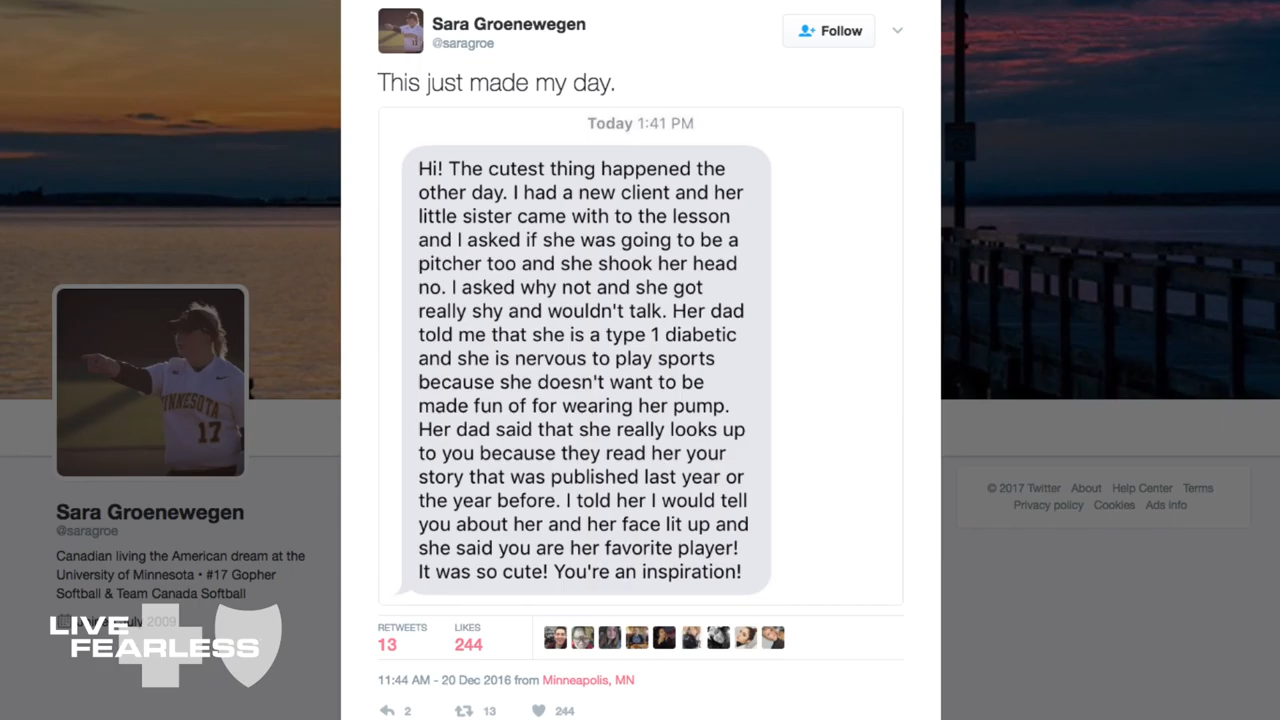 Sara Groenewegen
@saragroe
Follow
This just made my day.
Today 1:41 PM
Hi! The cutest thing happened the
other day. I had a new client and her
little sister came with to the lesson
and I asked if she was going to be a
pitcher too and she shook her head
no. I asked why not and she got
really shy and wouldn't talk. Her dad
told me that she is a type 1 diabetic
and she is nervous to play sports
because she doesn't want to be
made fun of for wearing her pump.
Her dad said that she really looks up
to you because they read her your
story that was published last year or
the year before. I told her I would tell
you about her and her face lit up and
she said you are her favorite player!
It was so cute! You're an inspiration!
RETWEETS
13
LIKES
244
11:44 AM - 20 Dec 2016 from Minneapolis, MN
2
13
244
MINNESOTA
17
Sara Groenewegen
@saragroe
Canadian living the American dream at the
University of Minnesota • #17 Gopher
Softball & Team Canada Softball
July 2009
LIVE
FEARLESS
© 2017 Twitter About Help Center Terms
Privacy policy Cookies Ads info